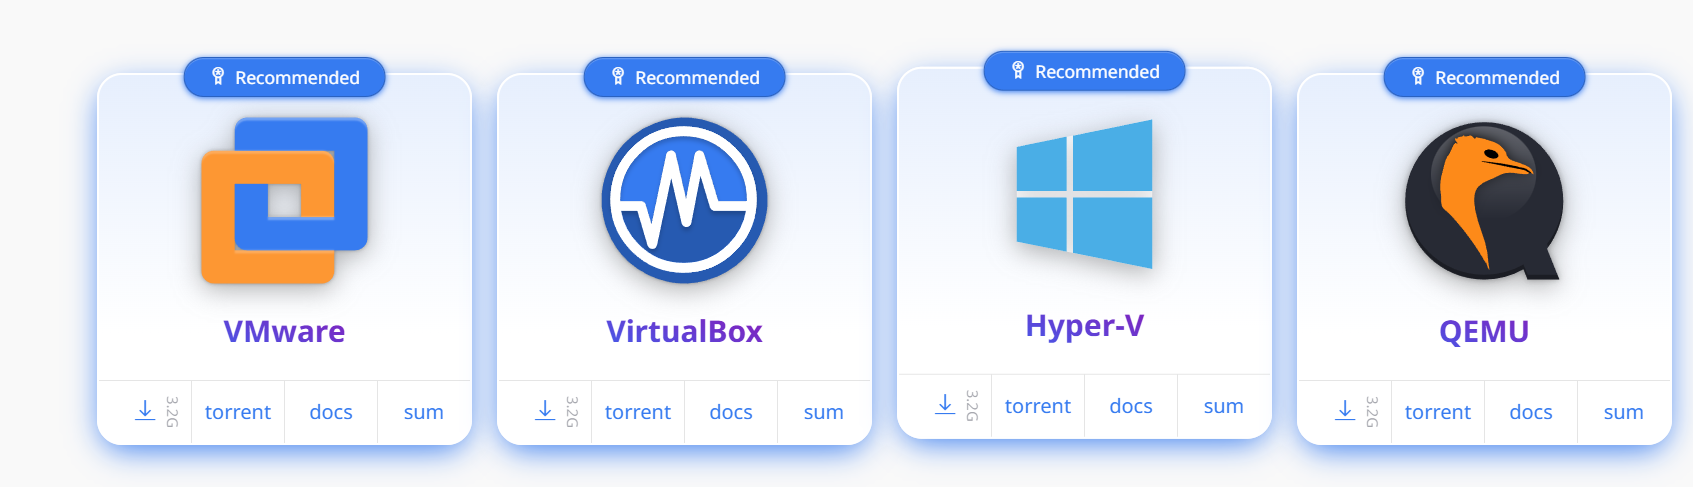 Recommended
VMware
3.2G
torrent
docs
sum
Recommended
VirtualBox
3.2G
torrent
docs
sum
Recommended
Hyper-V
3.2G
torrent
docs
sum
Recommended
QEMU
3.2G
torrent
docs
sum